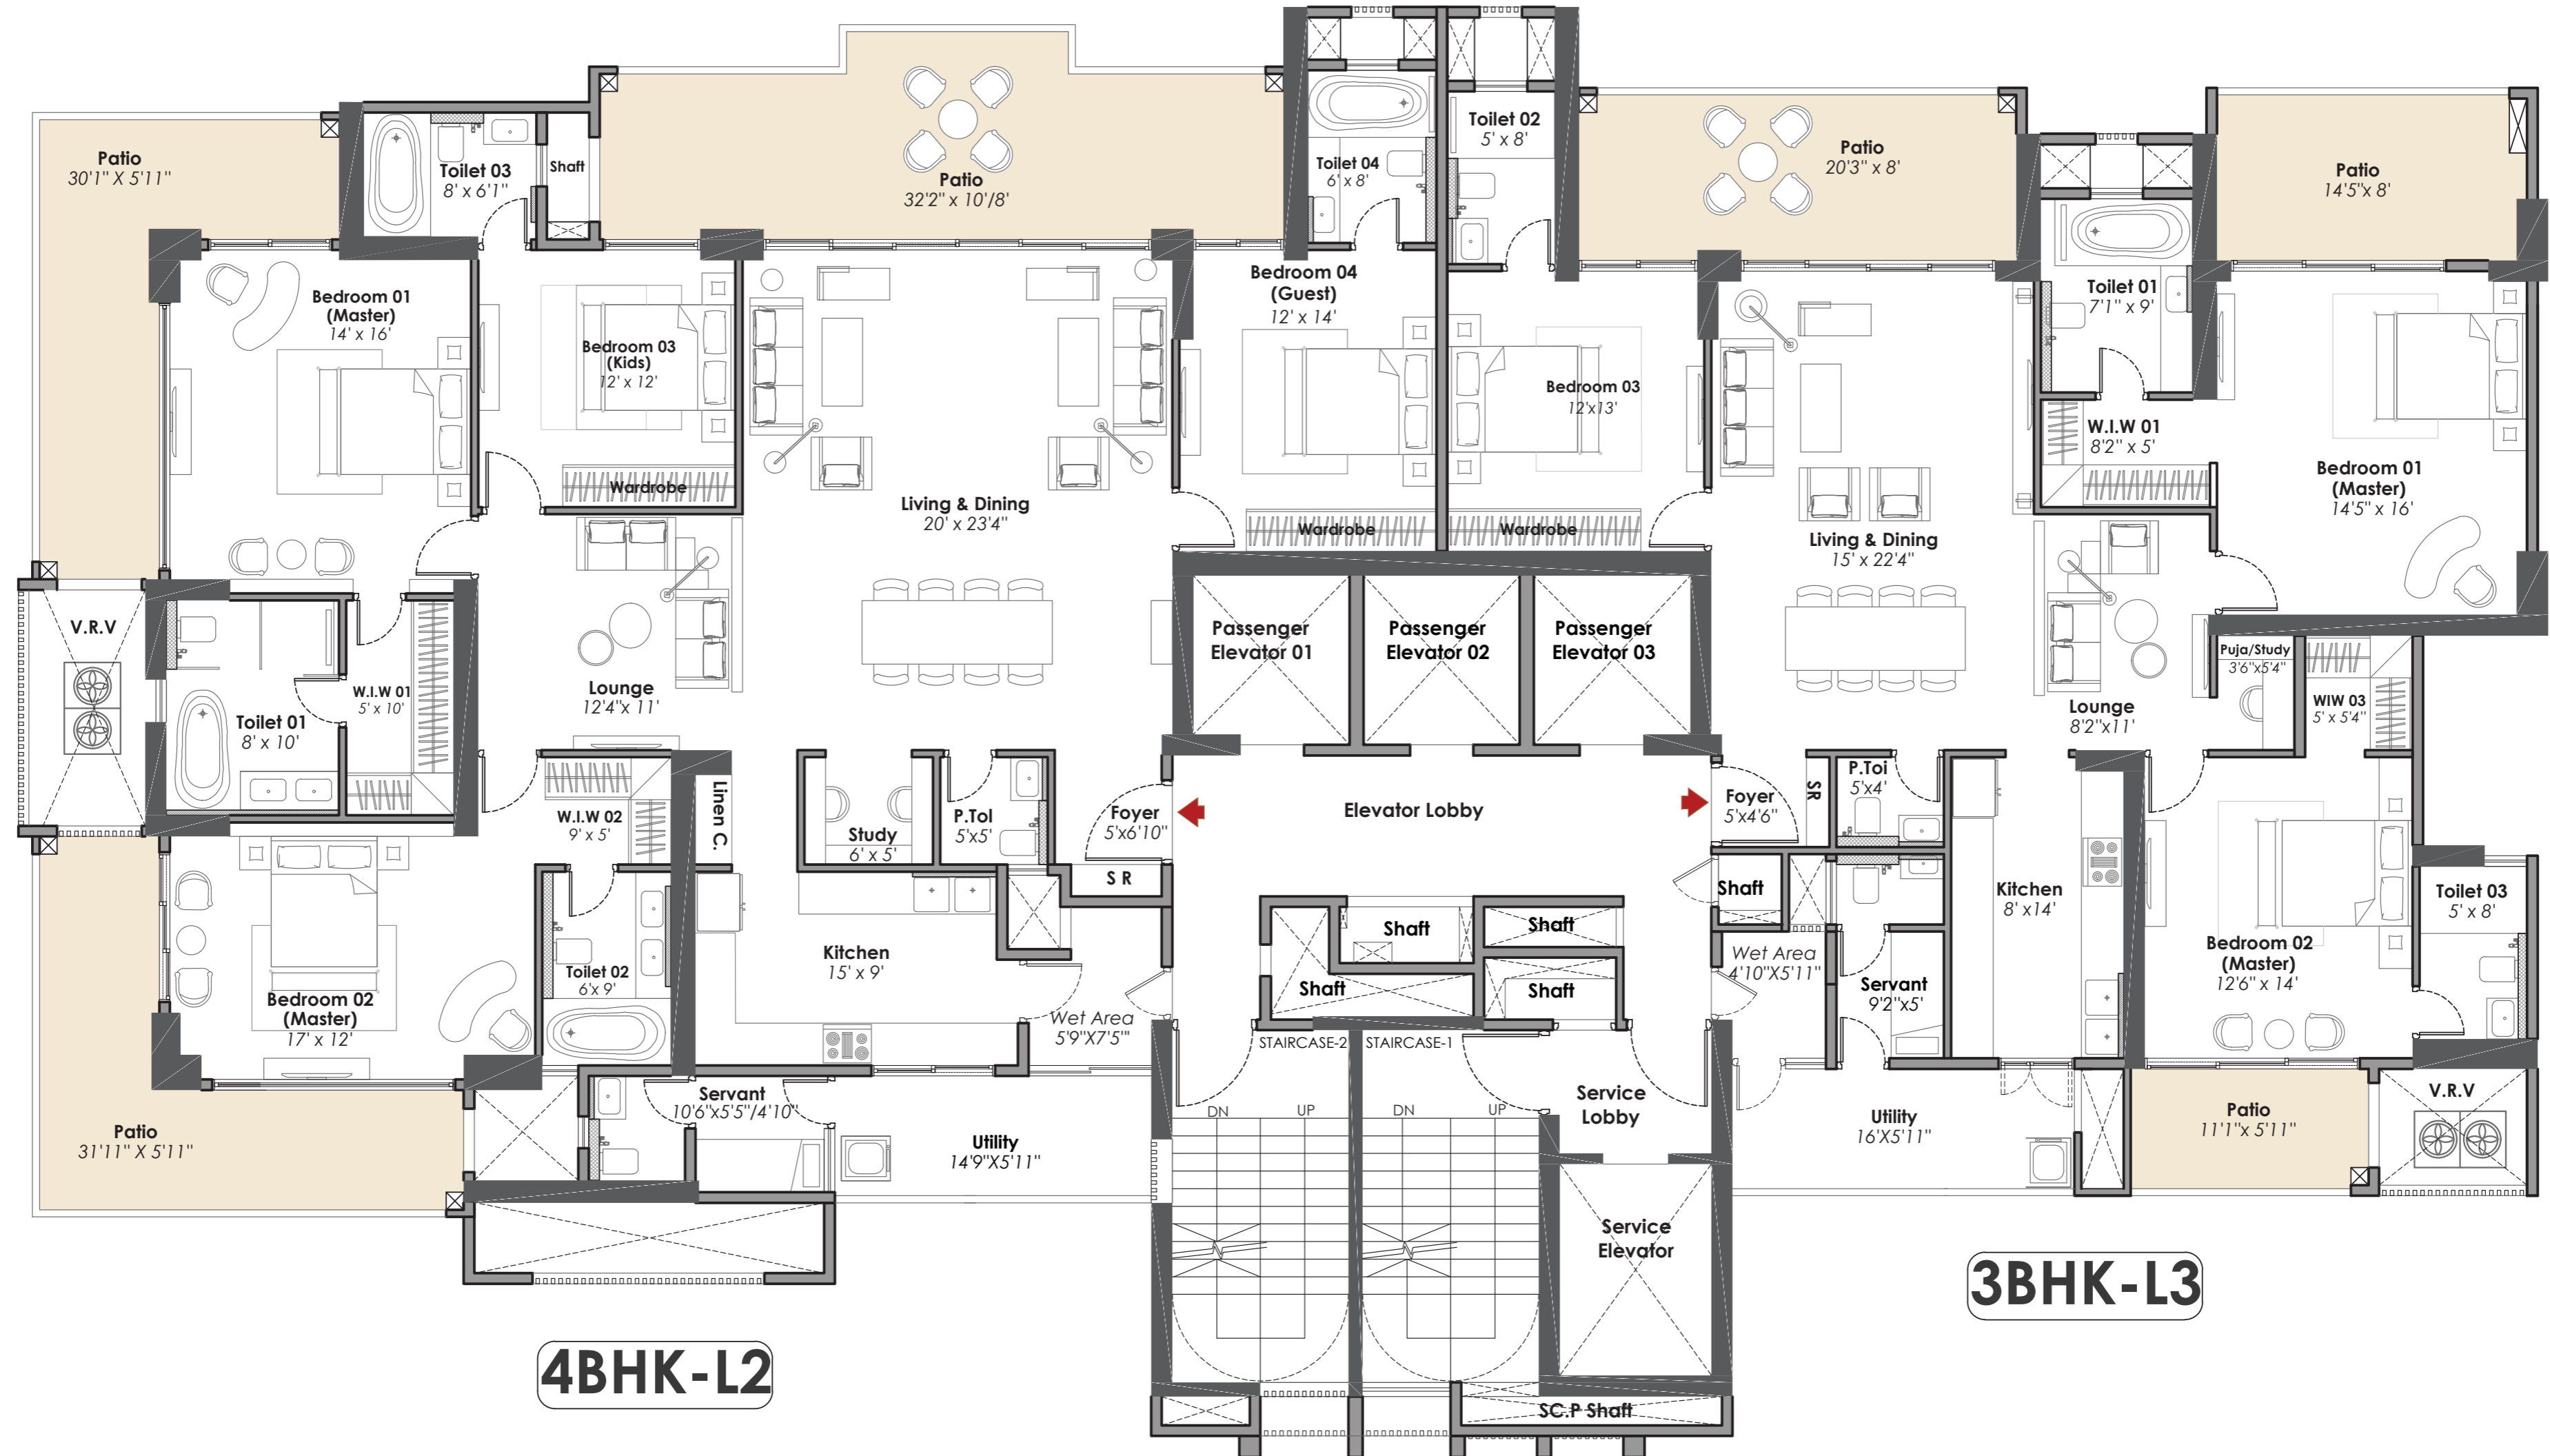 Patio
30'1" X 5'11"
Toilet 03
8' x 6'1"
Shaft
Patio
32'2" x 10'/8'
Toilet 04
6' x 8'
Toilet 02
5' x 8'
Patio
20'3" x 8'
Patio
14'5"x 8'
Bedroom 01
(Master)
14' x 16'
Bedroom 03
(Kids)
12' x 12'
Wardrobe
Living & Dining
20' x 23'4"
Bedroom 04
(Guest)
12' x 14'
Wardrobe
Bedroom 03
12'x13'
Wardrobe
Living & Dining
15' x 22'4"
Toilet 01
7'1" x 9'
W.I.W 01
8'2" x 5'
Bedroom 01
(Master)
14'5" x 16'
V.R.V
Toilet 01
8' x 10'
W.I.W 01
5' x 10'
Lounge
12'4"x 11'
Passenger
Elevator 01
Passenger
Elevator 02
Passenger
Elevator 03
Lounge
8'2"x11'
Puja/Study
3'6"x5'4"
WIW 03
5' x 5'4"
W.I.W 02
9' x 5'
Linen C.
Study
6' x 5'
P.Tol
5'x5'
Foyer
5'x6'10"
S R
Elevator Lobby
Foyer
5'x4'6"
SR
P.Toi
5'x4'
Shaft
Kitchen
8' x14'
Toilet 03
5' x 8'
Bedroom 02
(Master)
17' x 12'
Toilet 02
6'x 9'
Kitchen
15' x 9'
Wet Area
5'9"X7'5"'
Shaft
Shaft
Shaft
Shaft
Wet Area
4'10"X5'11"
Servant
9'2"x5'
Bedroom 02
(Master)
12'6" x 14'
STAIRCASE-2
STAIRCASE-1
Patio
31'11" X 5'11"
Servant
10'6"x5'5"/4'10"
Utility
14'9"X5'11"
DN
UP
DN
UP
Service
Lobby
Utility
16'X5'11"
Patio
11'1"x 5'11"
V.R.V
Service
Elevator
3BHK-L3
4BHK-L2
SC.P Shaft